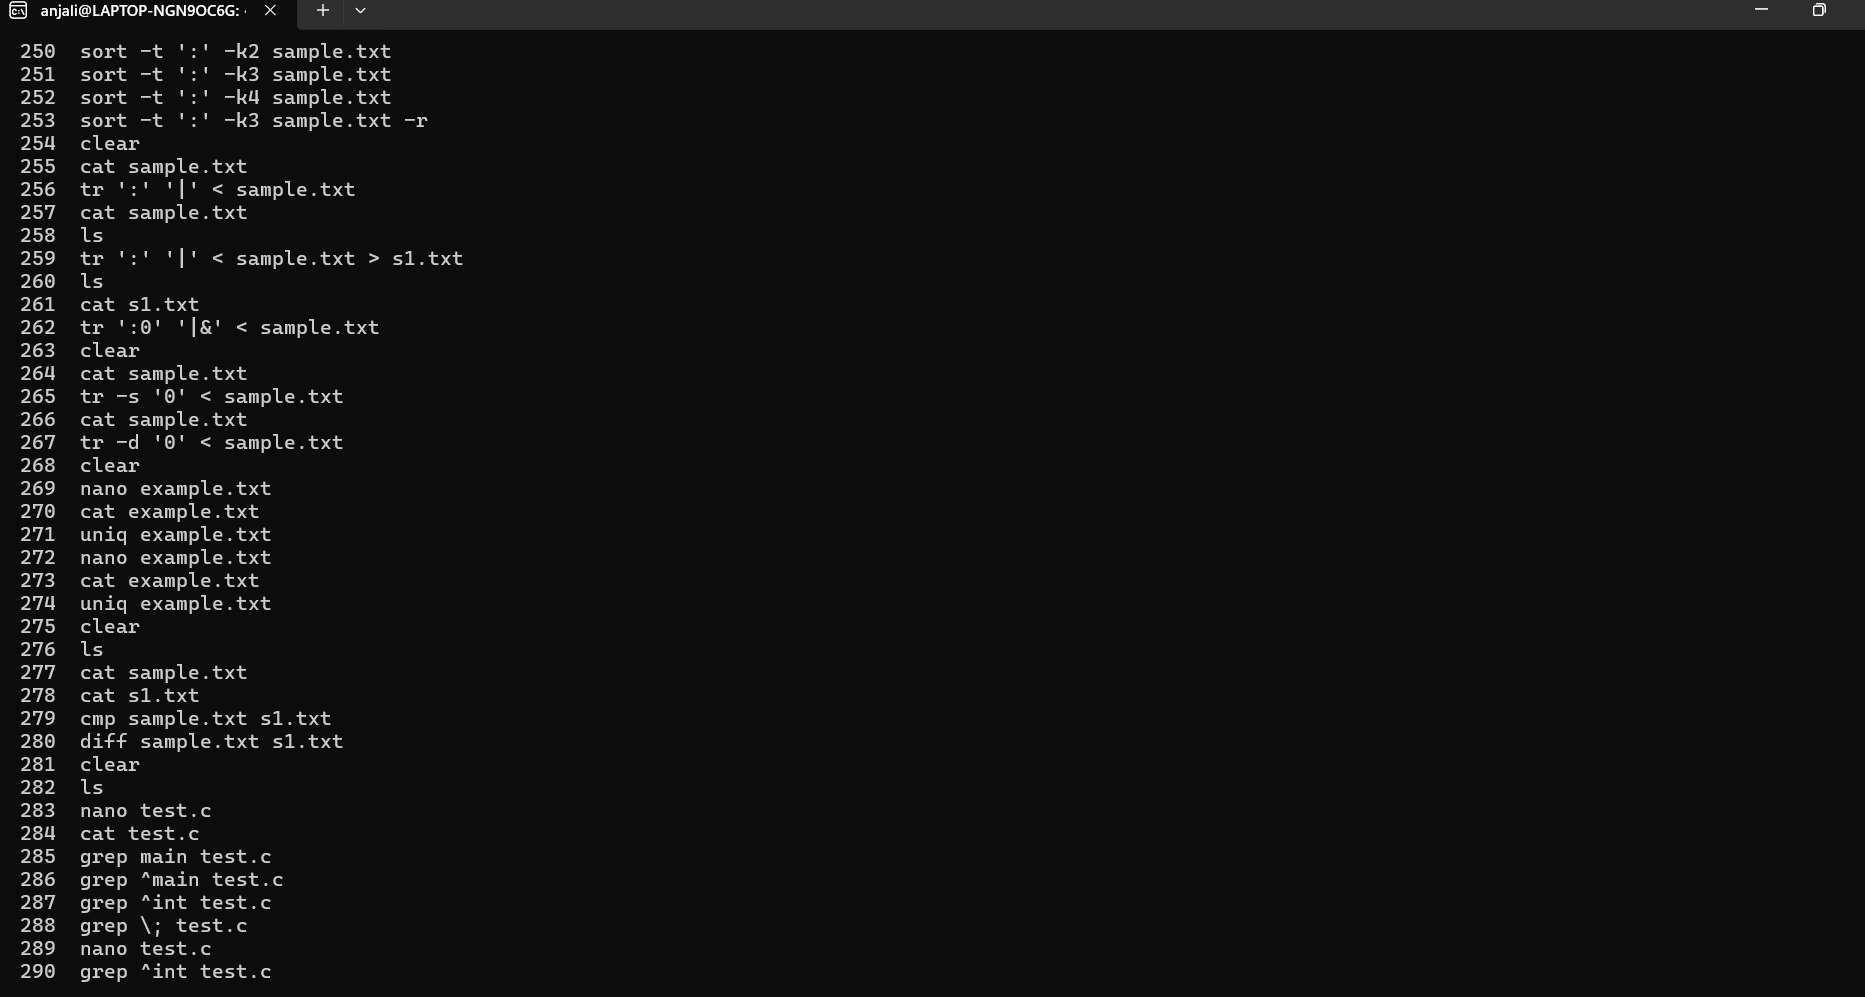 anjali@LAPTOP-NGN9OC6G: 
250  sort -t ':' -k2 sample.txt
251  sort -t ':' -k3 sample.txt
252  sort -t ':' -k4 sample.txt
253  sort -t ':' -k3 sample.txt -r
254  clear
255  cat sample.txt
256  tr ':' '|' < sample.txt
257  cat sample.txt
258  ls
259  tr ':' '|' < sample.txt > s1.txt
260  ls
261  cat s1.txt
262  tr ':0' '|&' < sample.txt
263  clear
264  cat sample.txt
265  tr -s '0' < sample.txt
266  cat sample.txt
267  tr -d '0' < sample.txt
268  clear
269  nano example.txt
270  cat example.txt
271  uniq example.txt
272  nano example.txt
273  cat example.txt
274  uniq example.txt
275  clear
276  ls
277  cat sample.txt
278  cat s1.txt
279  cmp sample.txt s1.txt
280  diff sample.txt s1.txt
281  clear
282  ls
283  nano test.c
284  cat test.c
285  grep main test.c
286  grep ^main test.c
287  grep ^int test.c
288  grep \; test.c
289  nano test.c
290  grep ^int test.c